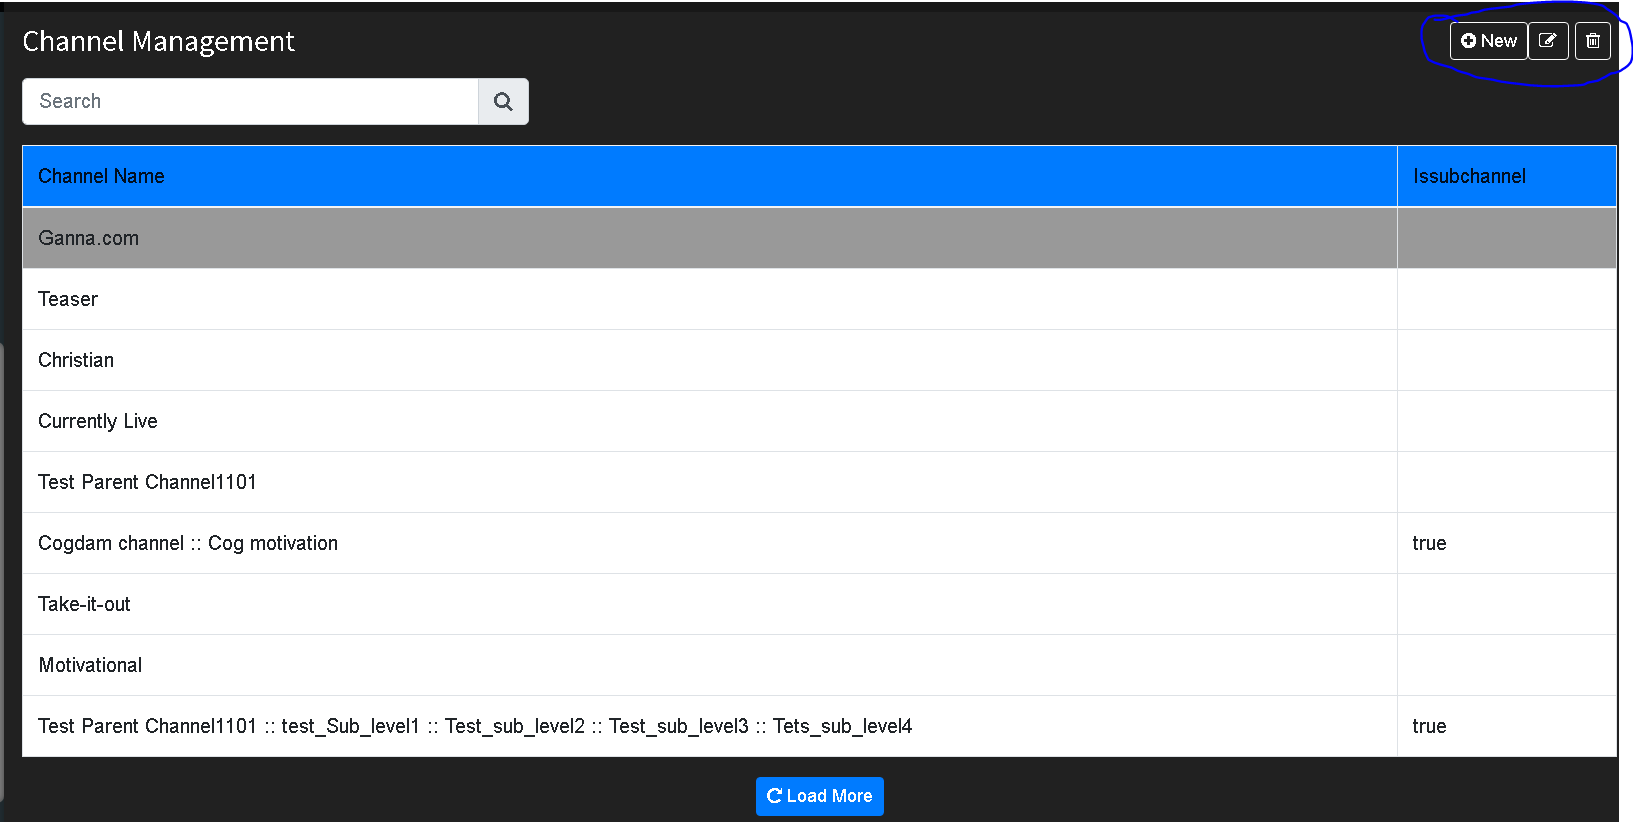 Channel Management
New
Search
Channel Name Issubchannel
Ganna.com
Teaser
Christian
Currently Live
Test Parent Channel1101
Cogdam channel :: Cog motivation true
Take-it-out
Motivational
Test Parent Channel1101 :: test_Sub_level1 :: Test_sub_level2 :: Test_sub_level3 :: Tets_sub_level4 true
Load More